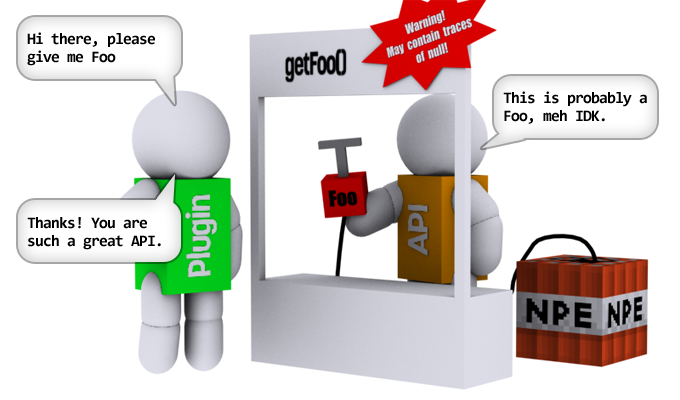 Hi there, please
give me Foo
getFoo()
Warning!
May contain traces
of null!
This is probably a
Foo, meh IDK.
Foo
Thanks! You are
such a great API.
Plugin
API
NPE
NPE